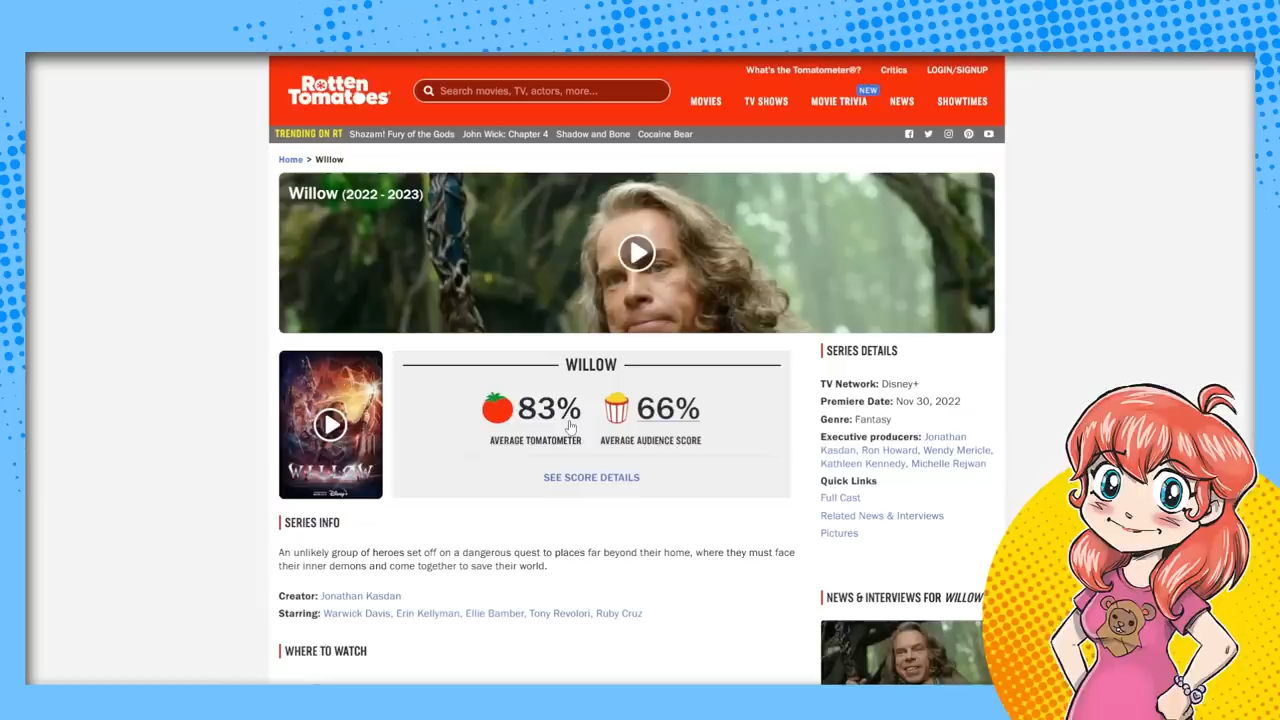 What's the Tomatometer®? Critics LOGIN/SIGNUP
Rotten
Tomatoes
Search movies, TV, actors, more...
NEW
MOVIES TV SHOWS MOVIE TRIVIA NEWS SHOWTIMES
TRENDING ON RT Shazam! Fury of the Gods John Wick: Chapter 4 Shadow and Bone Cocaine Bear
Home > Willow
Willow (2022 - 2023)
WILLOW
83% 66%
AVERAGE TOMATOMETER AVERAGE AUDIENCE SCORE
SEE SCORE DETAILS
WILLOW
Disney+
SERIES INFO
An unlikely group of heroes set off on a dangerous quest to places far beyond their home, where they must face
their inner demons and come together to save their world.
Creator: Jonathan Kasdan
Starring: Warwick Davis, Erin Kellyman, Ellie Bamber, Tony Revolori, Ruby Cruz
WHERE TO WATCH
SERIES DETAILS
TV Network: Disney+
Premiere Date: Nov 30, 2022
Genre: Fantasy
Executive producers: Jonathan
Kasdan, Ron Howard, Wendy Mericle,
Kathleen Kennedy, Michelle Rejwan
Quick Links
Full Cast
Related News & Interviews
Pictures
NEWS & INTERVIEWS FOR WILLOW